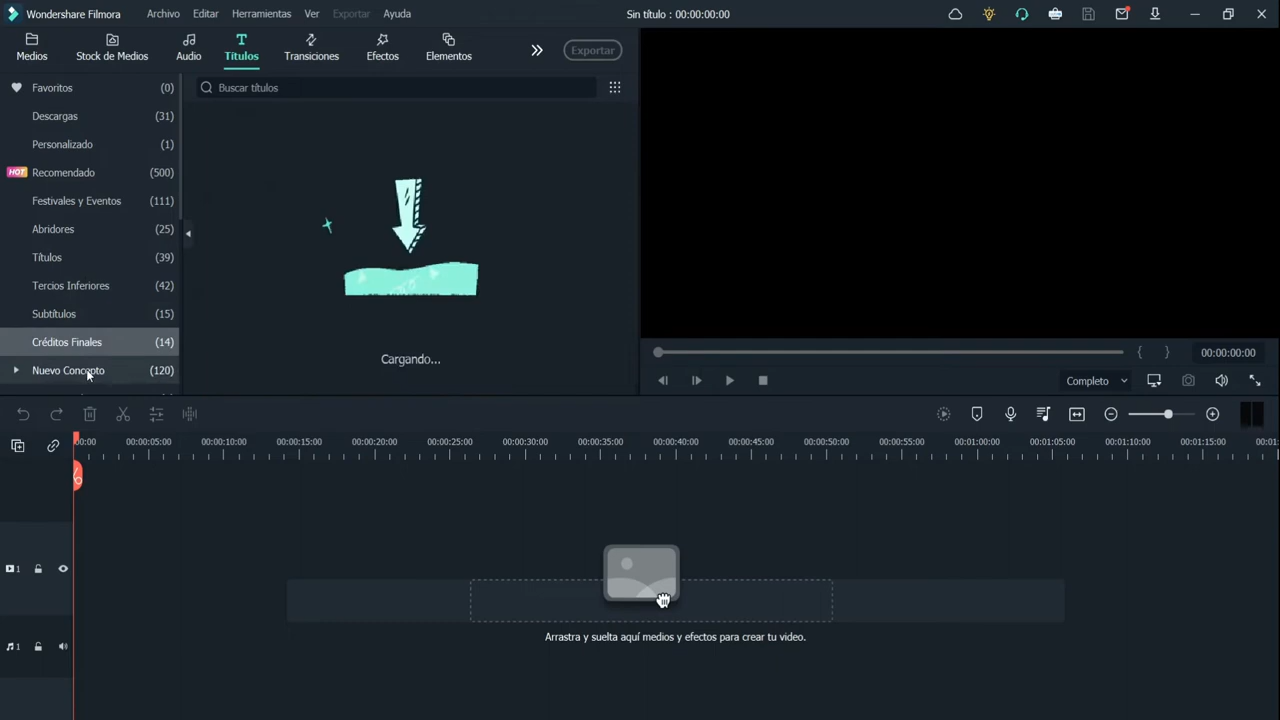 Wondershare Filmora Archivo Editar Herramientas Ver Exportar Ayuda Sin título : 00:00:00:00
Medios Stock de Medios Audio Títulos Transiciones Efectos Elementos Exportar
Favoritos (0)
Buscar títulos
Descargas (31)
Personalizado (1)
HOT Recomendado (500)
Festivales y Eventos (111)
Abridores (25)
Títulos (39)
Tercios Inferiores (42)
Subtítulos (15)
Créditos Finales (14)
Nuevo Concepto (120)
Cargando...
{ } 00:00:00:00
Completo
:00:00 00:00:05:00 00:00:10:00 00:00:15:00 00:00:20:00 00:00:25:00 00:00:30:00 00:00:35:00 00:00:40:00 00:00:45:00 00:00:50:00 00:00:55:00 00:01:00:00 00:01:05:00 00:01:10:00 00:01:15:00 00:01:
1
Arrastra y suelta aquí medios y efectos para crear tu video.
1